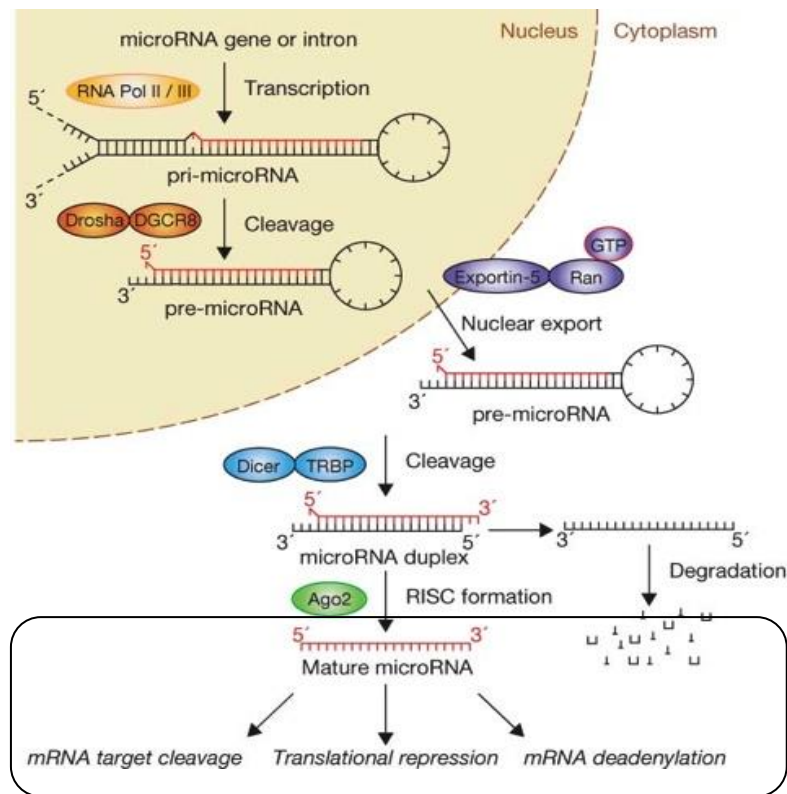 microRNA gene or intron
Nucleus
Cytoplasm
RNA Pol II / III
Transcription
5´
pri-microRNA
3´
Drosha
DGCR8
Cleavage
5´
3´
pre-microRNA
GTP
Exportin-5
Ran
Nuclear export
5´
3´
pre-microRNA
Dicer
TRBP
Cleavage
5´
3´
3´
5´
microRNA duplex
3´
5´
Degradation
Ago2
RISC formation
5´
3´
Mature microRNA
mRNA target cleavage
Translational repression
mRNA deadenylation